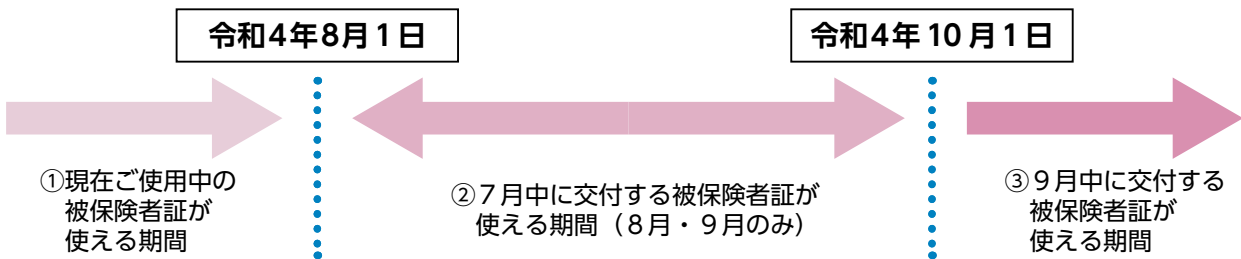 令和4年8月1日
令和4年10月1日
①現在ご使用中の
被保険者証が
使える期間
②7月中に交付する被保険者証が
使える期間(8月・9月のみ)
③9月中に交付する
被保険者証が
使える期間